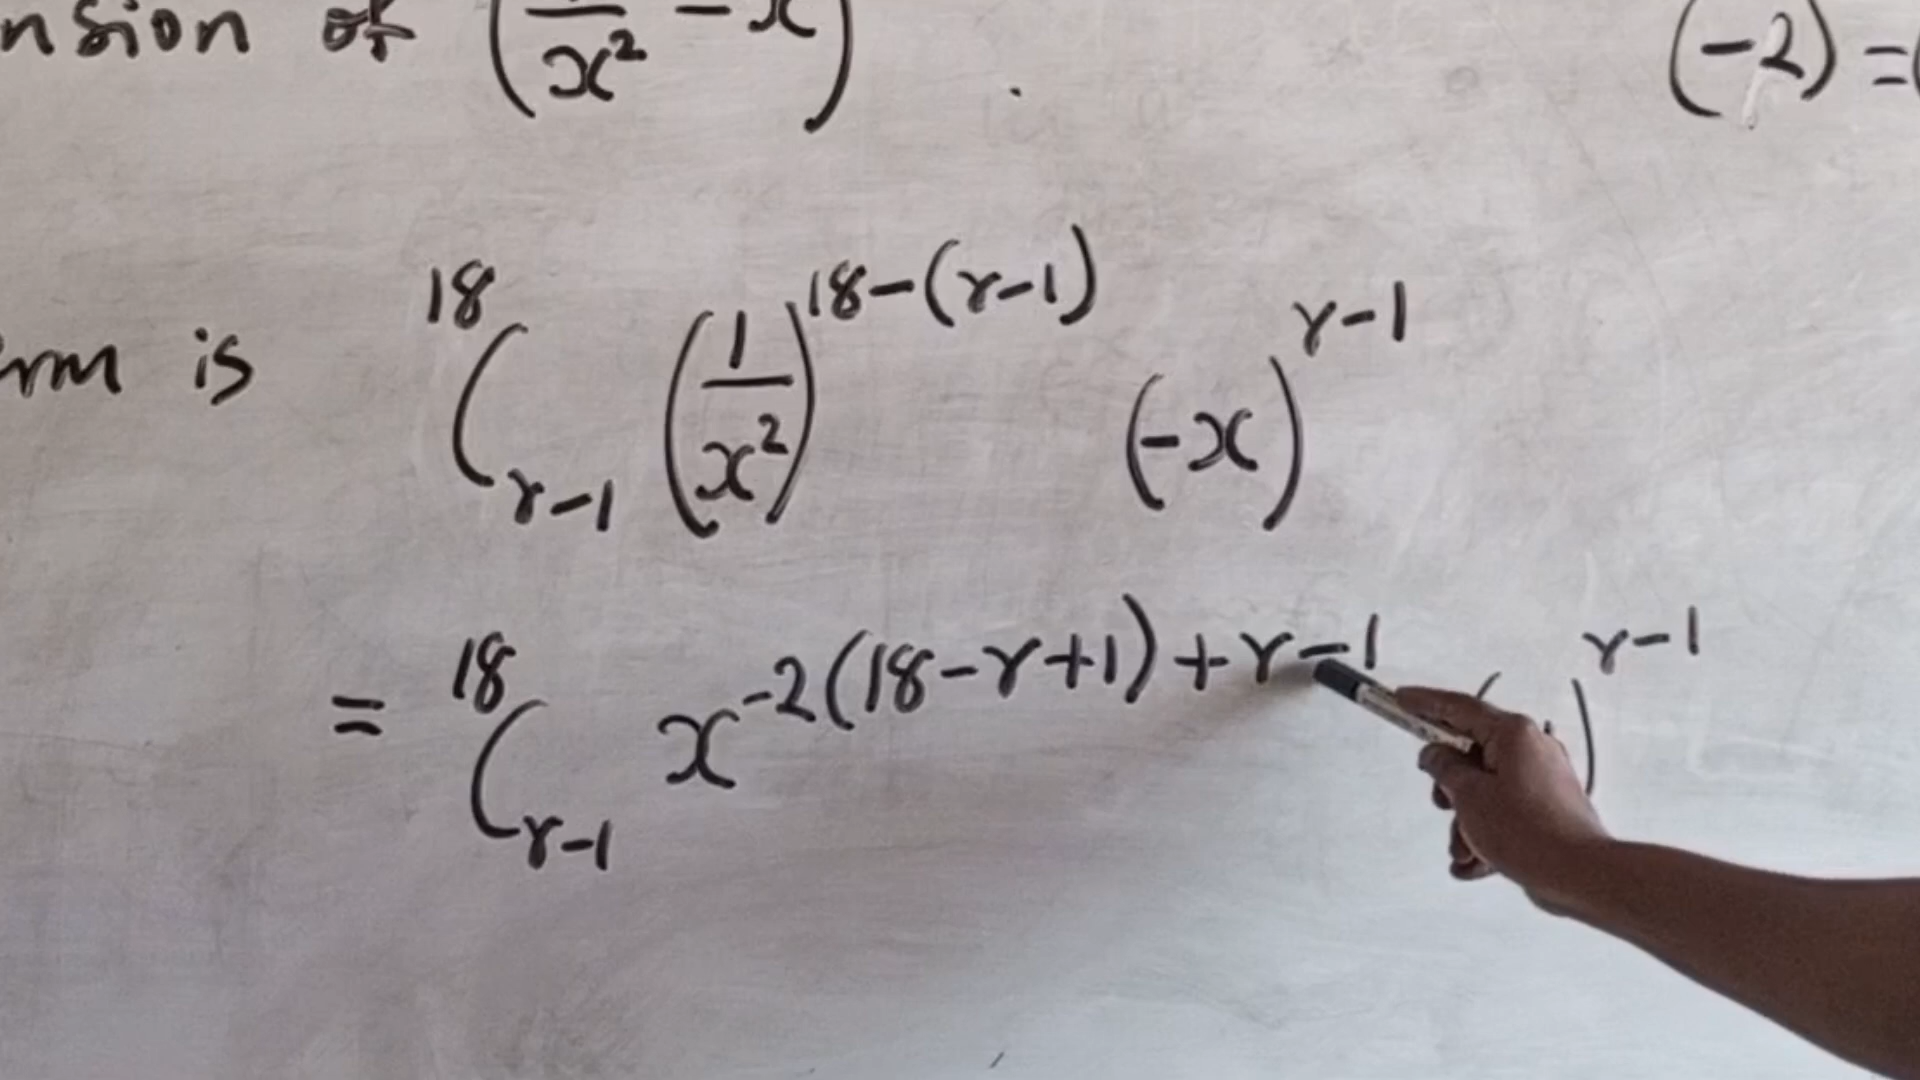 nsion of (1/x² − x) . (−2) = (
rm is ¹⁸C_{r−1} (1/x²)^{18−(r−1)} (−x)^{r−1}
= ¹⁸C_{r−1} x^{−2(18−r+1)+r−1} ( )^{r−1}